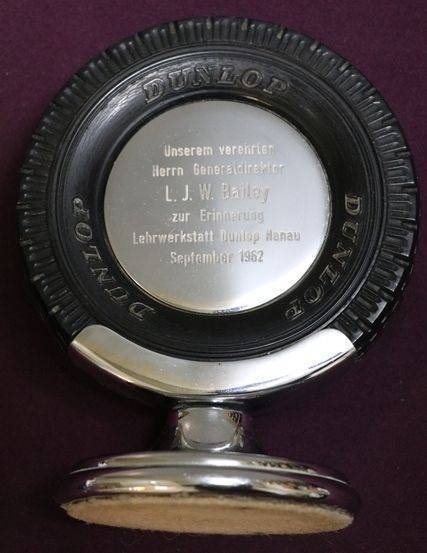 DUNLOP
Unserem verehrten
Herrn Generaldirektor
L. J. W. Bailey
zur Erinnerung
Lehrwerkstatt Dunlop Hanau
September 1962
DUNLOP
DUNLOP